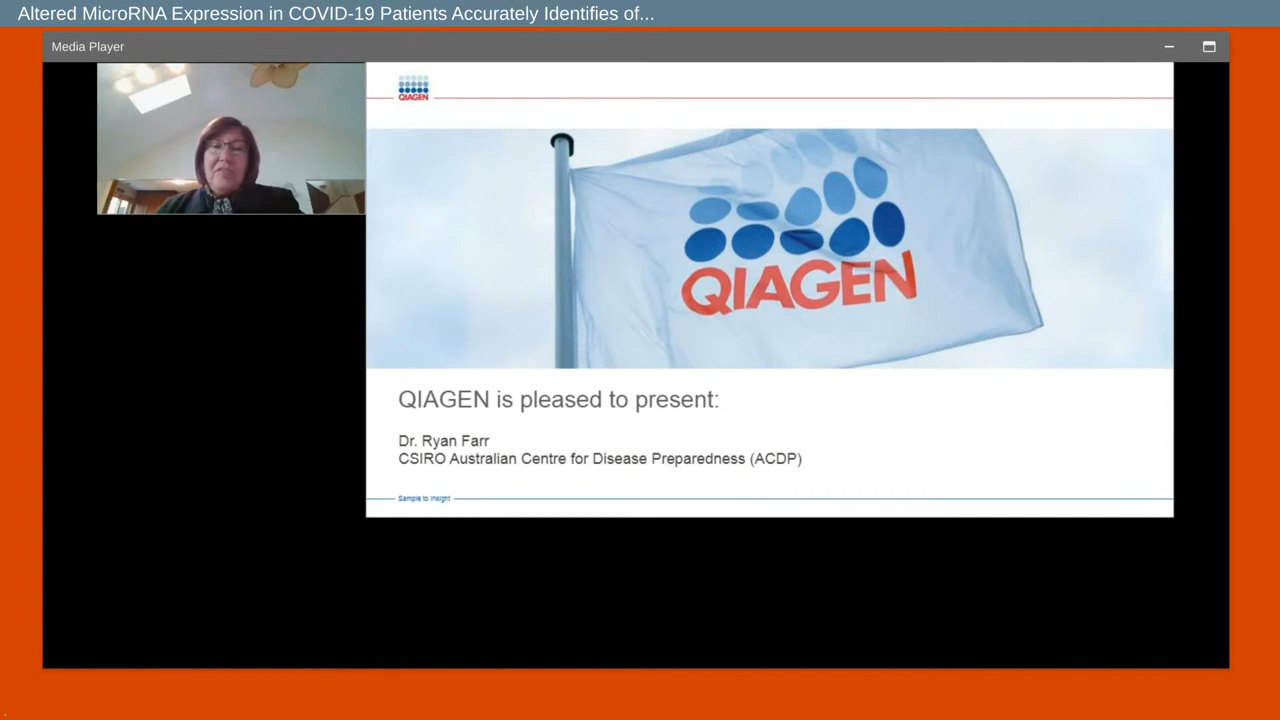 Altered MicroRNA Expression in COVID-19 Patients Accurately Identifies of...
Media Player
QIAGEN
QIAGEN
QIAGEN is pleased to present:
Dr. Ryan Farr
CSIRO Australian Centre for Disease Preparedness (ACDP)
Sample to Insight